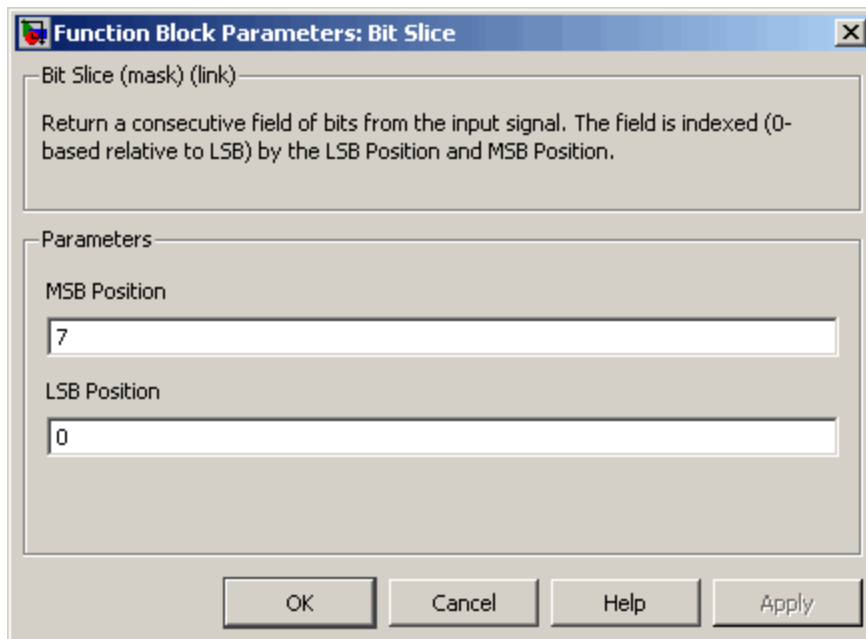 Function Block Parameters: Bit Slice
Bit Slice (mask) (link)
Return a consecutive field of bits from the input signal. The field is indexed (0-
based relative to LSB) by the LSB Position and MSB Position.
Parameters
MSB Position
7
LSB Position
0
OK Cancel Help Apply